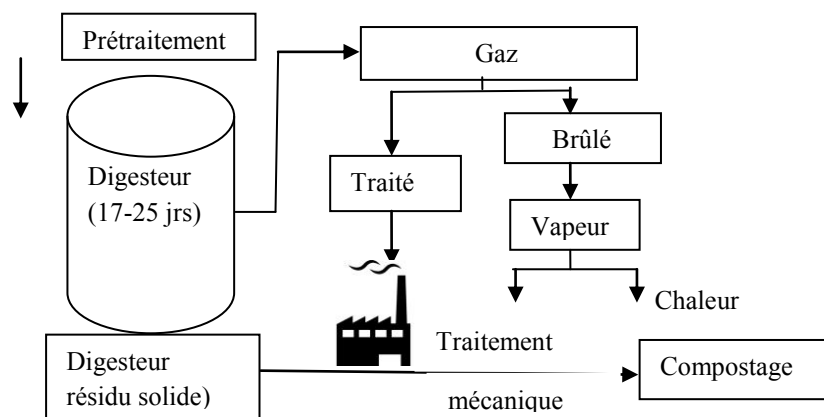 Prétraitement
Gaz
Digesteur
(17-25 jrs)
Traité
Brûlé
Vapeur
Chaleur
Traitement
mécanique
Digesteur
résidu solide)
Compostage